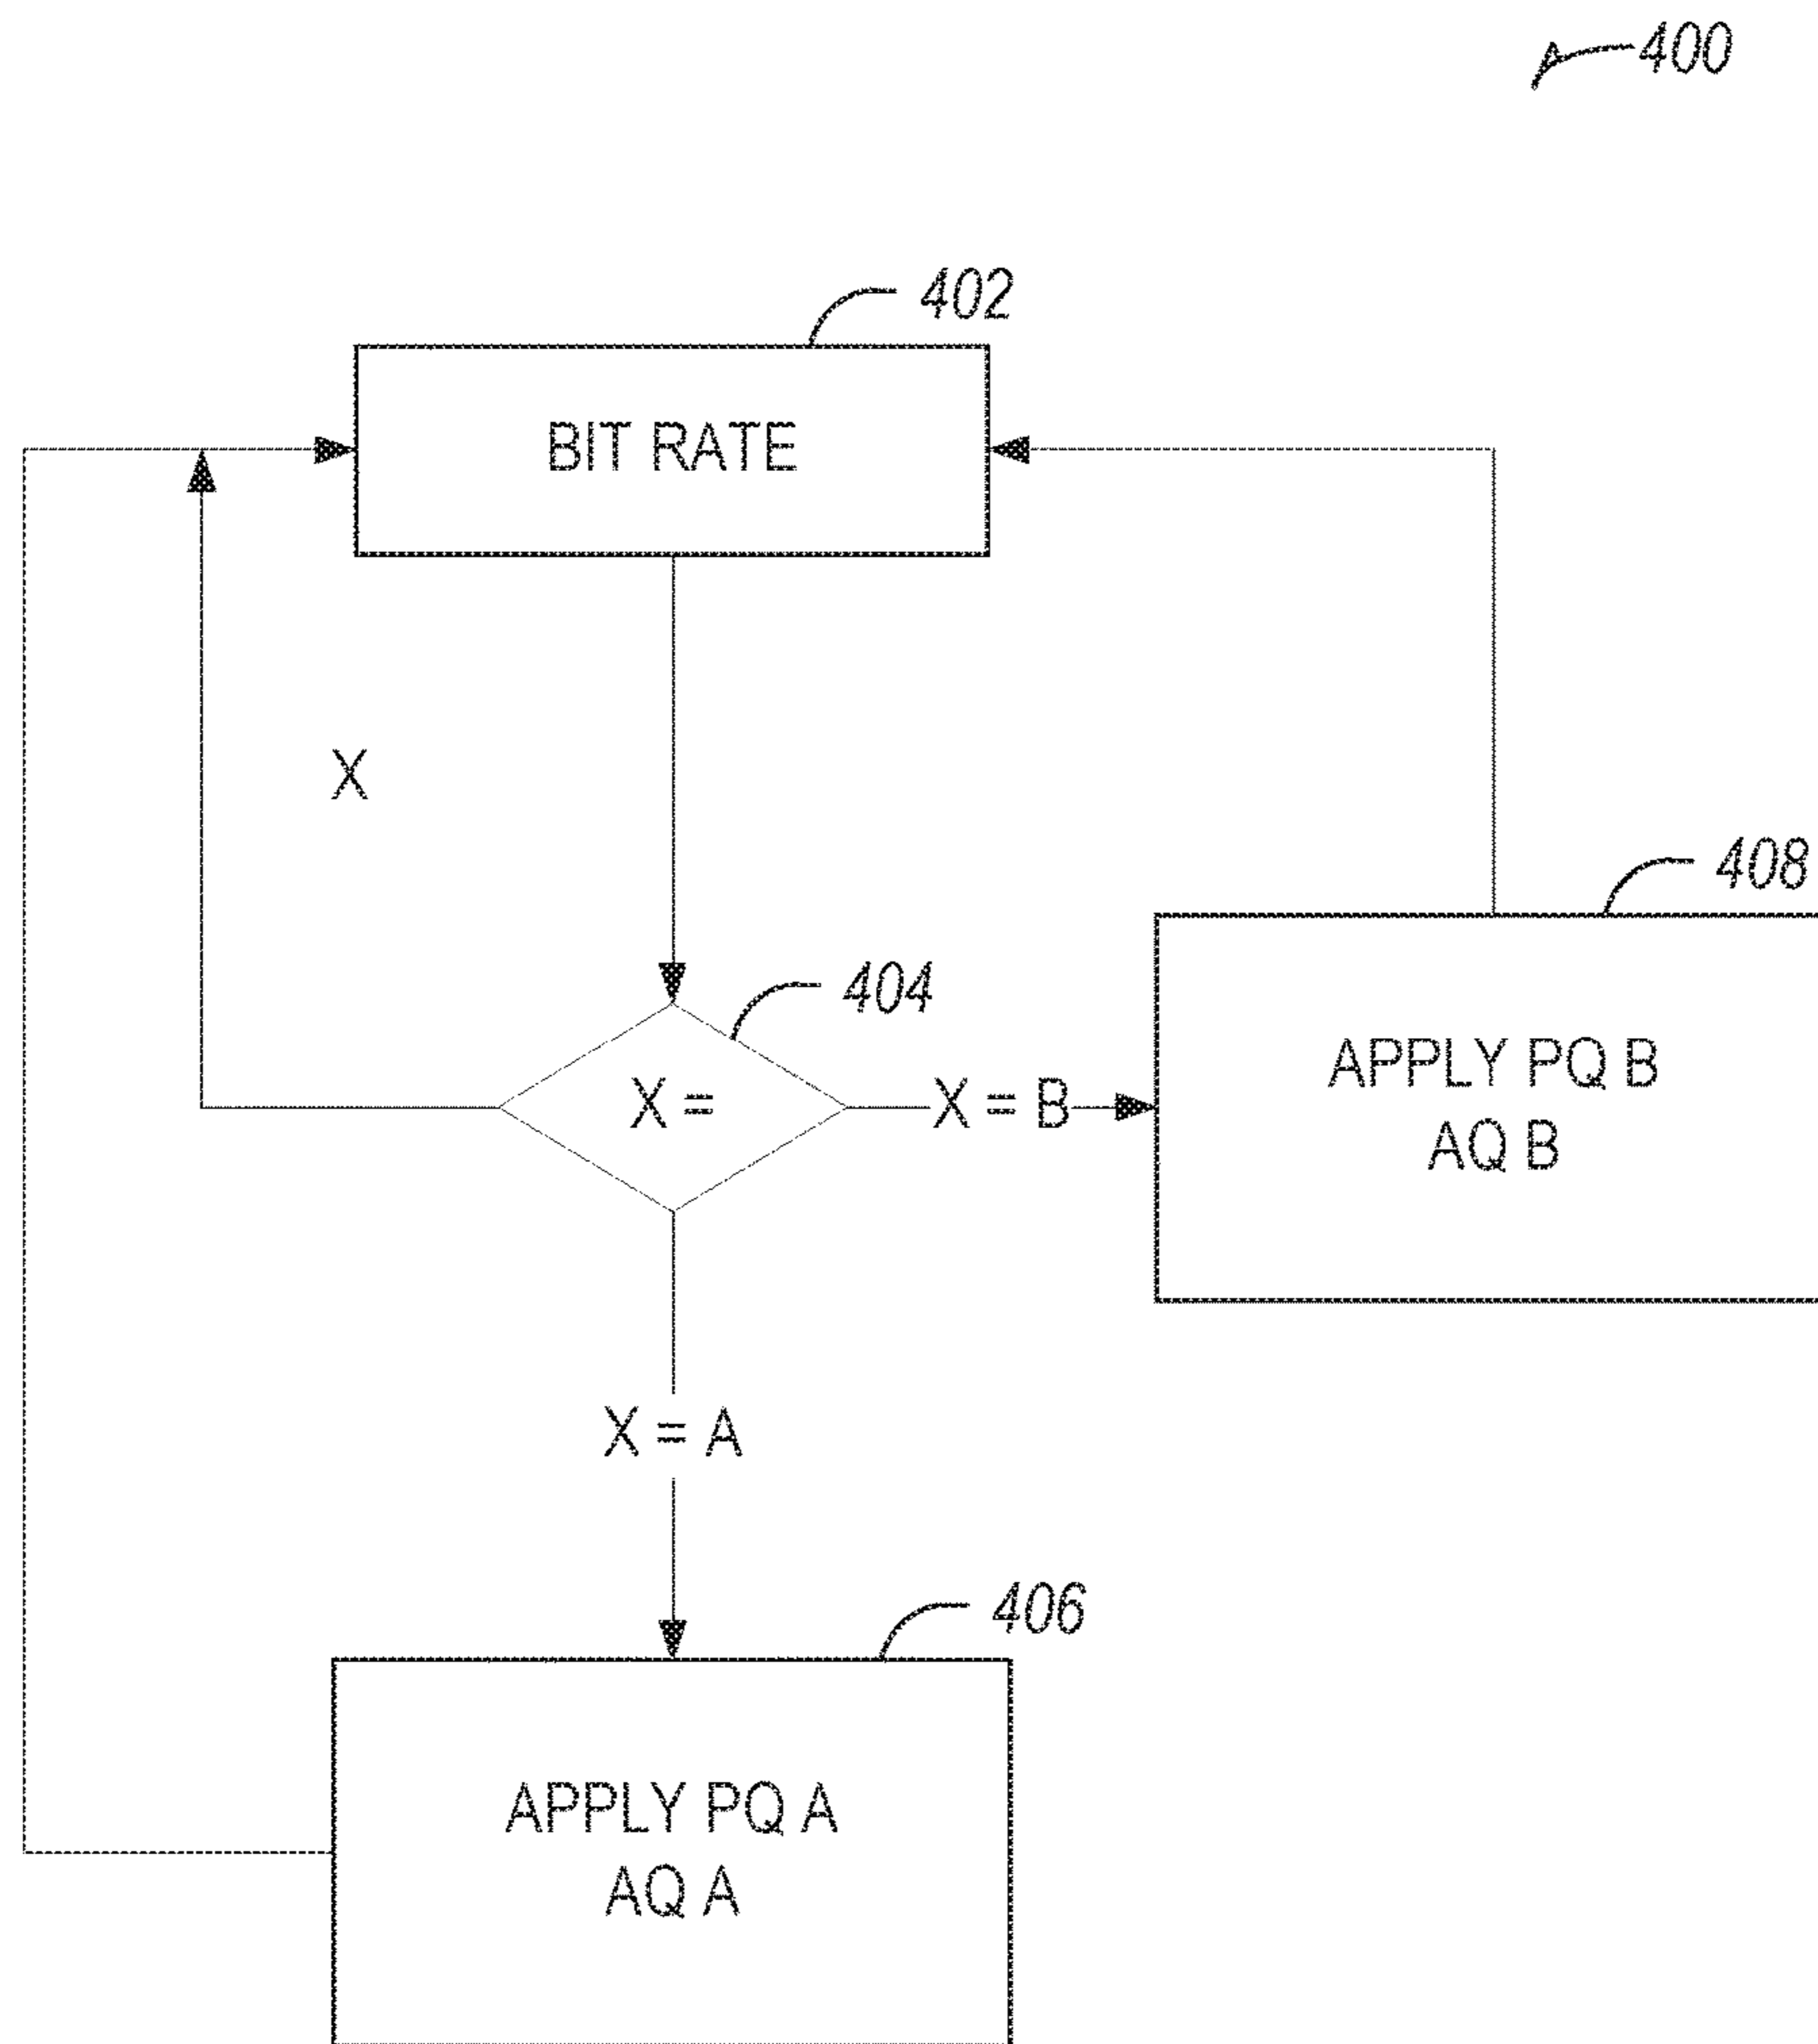 400
402
BIT RATE
X
408
404
X =
X = B
APPLY PQ B
AQ B
X = A
406
APPLY PQ A
AQ A